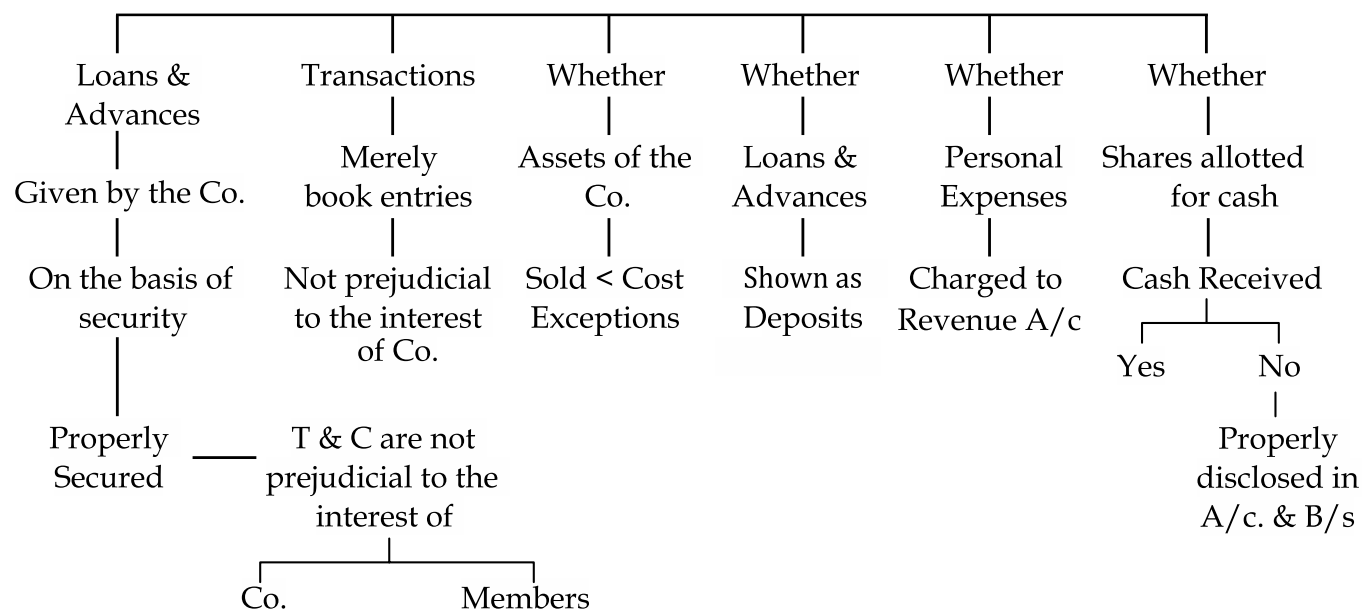 Loans &
Advances
Given by the Co.
On the basis of
security
Properly
Secured
T & C are not
prejudicial to the
interest of
Co.
Members
Transactions
Merely
book entries
Not prejudicial
to the interest
of Co.
Whether
Assets of the
Co.
Sold < Cost
Exceptions
Whether
Loans &
Advances
Shown as
Deposits
Whether
Personal
Expenses
Charged to
Revenue A/c
Whether
Shares allotted
for cash
Cash Received
Yes
No
Properly
disclosed in
A/c. & B/s